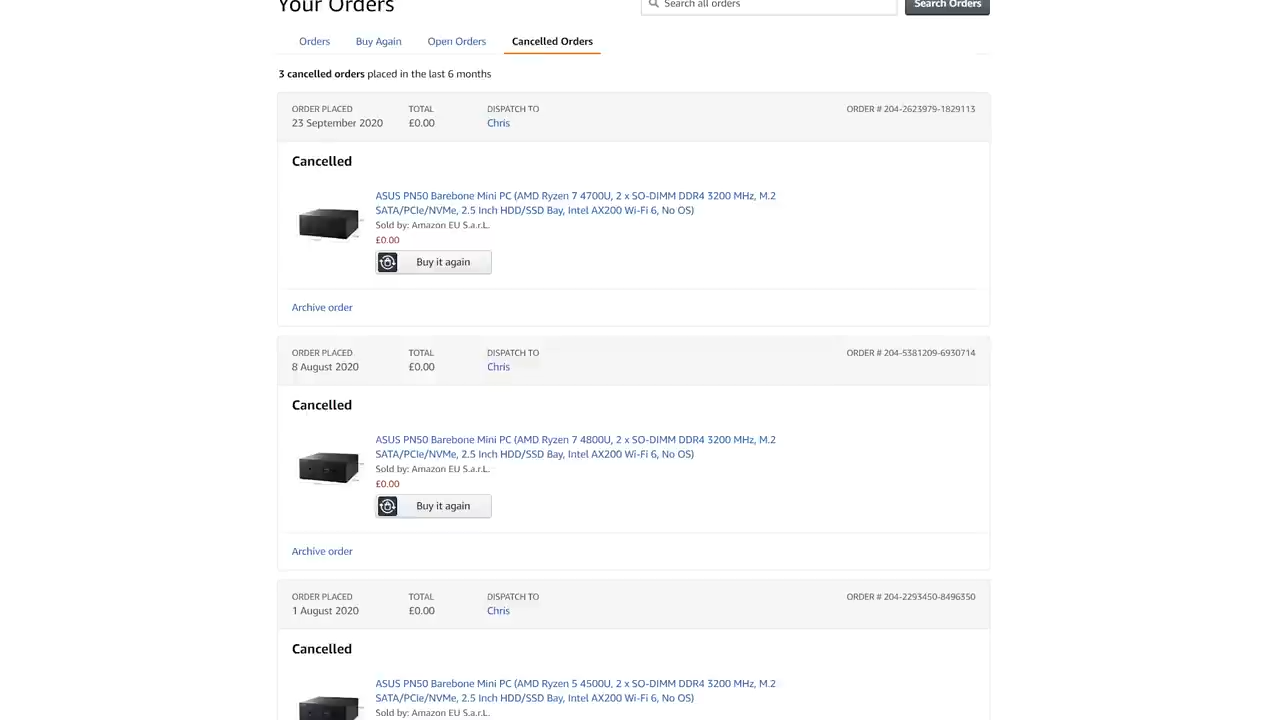 Your Orders
Search all orders
Search Orders
Orders
Buy Again
Open Orders
Cancelled Orders
3 cancelled orders placed in the last 6 months
ORDER PLACED TOTAL DISPATCH TO ORDER # 204-2623979-1829113
23 September 2020 £0.00 Chris
Cancelled
ASUS PN50 Barebone Mini PC (AMD Ryzen 7 4700U, 2 x SO-DIMM DDR4 3200 MHz, M.2
SATA/PCIe/NVMe, 2.5 Inch HDD/SSD Bay, Intel AX200 Wi-Fi 6, No OS)
Sold by: Amazon EU S.a.r.L.
£0.00
Buy it again
Archive order
ORDER PLACED TOTAL DISPATCH TO ORDER # 204-5381209-6930714
8 August 2020 £0.00 Chris
Cancelled
ASUS PN50 Barebone Mini PC (AMD Ryzen 7 4800U, 2 x SO-DIMM DDR4 3200 MHz, M.2
SATA/PCIe/NVMe, 2.5 Inch HDD/SSD Bay, Intel AX200 Wi-Fi 6, No OS)
Sold by: Amazon EU S.a.r.L.
£0.00
Buy it again
Archive order
ORDER PLACED TOTAL DISPATCH TO ORDER # 204-2293450-8496350
1 August 2020 £0.00 Chris
Cancelled
ASUS PN50 Barebone Mini PC (AMD Ryzen 5 4500U, 2 x SO-DIMM DDR4 3200 MHz, M.2
SATA/PCIe/NVMe, 2.5 Inch HDD/SSD Bay, Intel AX200 Wi-Fi 6, No OS)
Sold by: Amazon EU S.a.r.L.